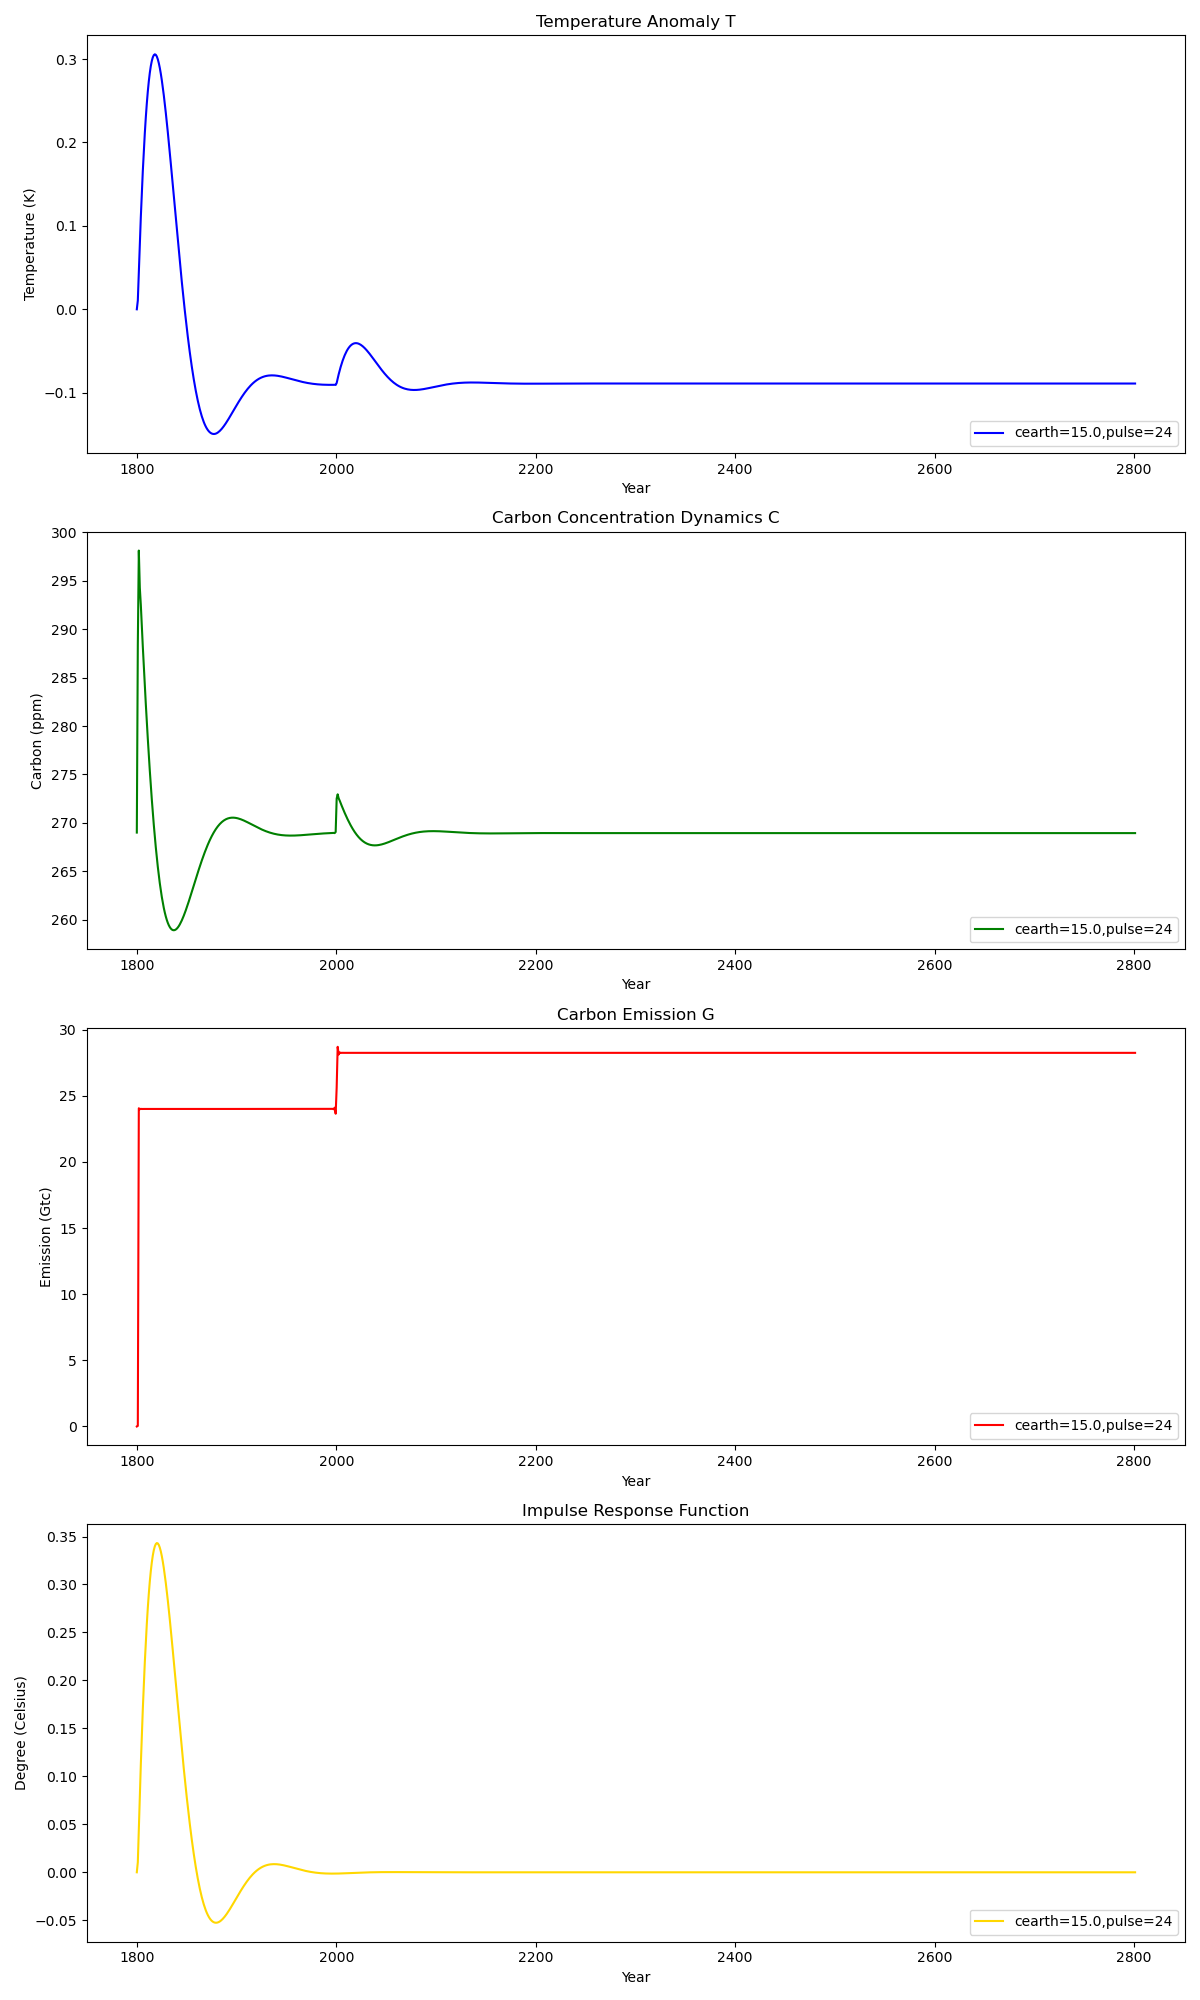 Temperature Anomaly T
Temperature (K)
0.3
0.2
0.1
0.0
−0.1
cearth=15.0,pulse=24
1800 2000 2200 2400 2600 2800
Year
Carbon Concentration Dynamics C
Carbon (ppm)
300
295
290
285
280
275
270
265
260
cearth=15.0,pulse=24
1800 2000 2200 2400 2600 2800
Year
Carbon Emission G
Emission (Gtc)
30
25
20
15
10
5
0
cearth=15.0,pulse=24
1800 2000 2200 2400 2600 2800
Year
Impulse Response Function
Degree (Celsius)
0.35
0.30
0.25
0.20
0.15
0.10
0.05
0.00
−0.05
cearth=15.0,pulse=24
1800 2000 2200 2400 2600 2800
Year